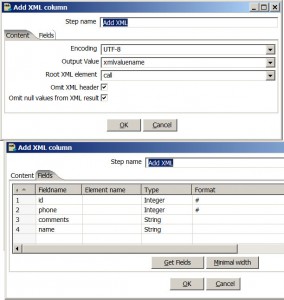 Add XML column
Step name Add XML
Content Fields
Encoding UTF-8
Output Value xmlvaluename
Root XML element call
Omit XML header
Omit null values from XML result
OK Cancel
Add XML column
Step name Add XML
Content Fields
# Fieldname Element name Type Format
1 id Integer #
2 phone Integer #
3 comments String
4 name String
Get Fields Minimal width
OK Cancel